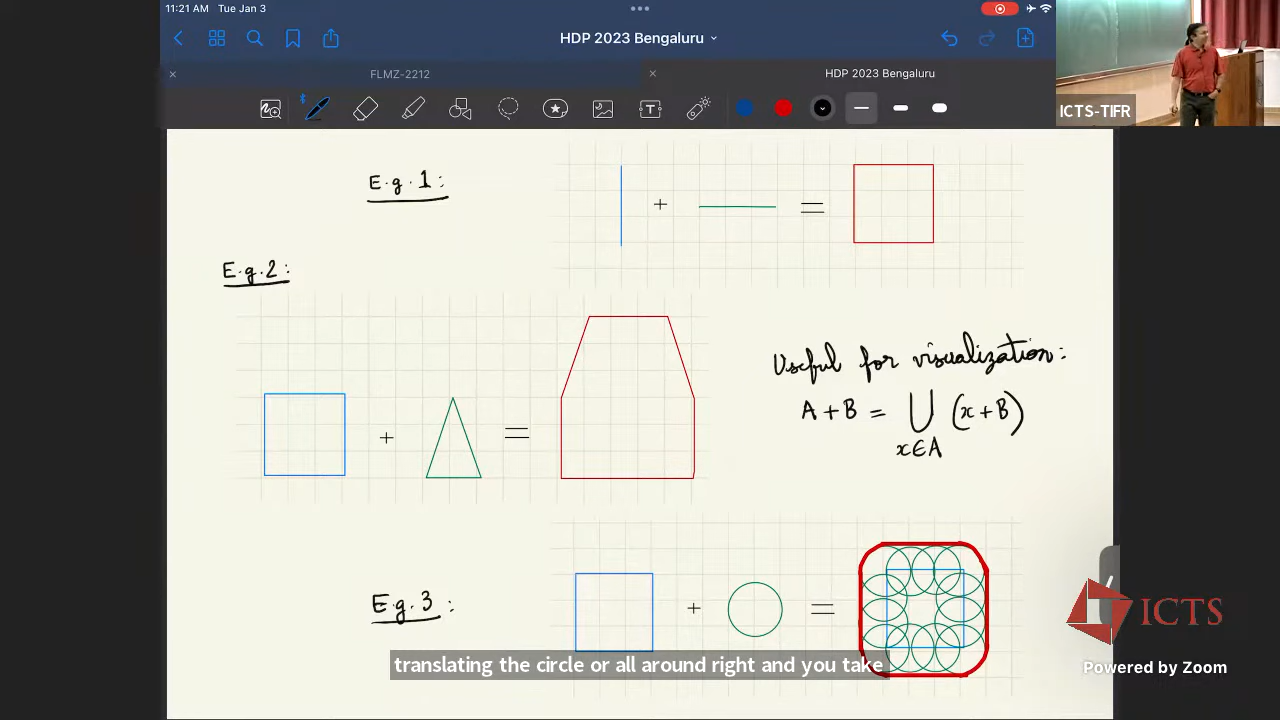 11:21 AM Tue Jan 3
HDP 2023 Bengaluru
FLMZ-2212
HDP 2023 Bengaluru
ICTS-TIFR
E.g. 1:
+ =
E.g. 2:
+ =
Useful for visualization:
A + B = ⋃ (x + B)
x∈A
E.g. 3:
+ =
translating the circle or all around right and you take
ICTS
Powered by Zoom